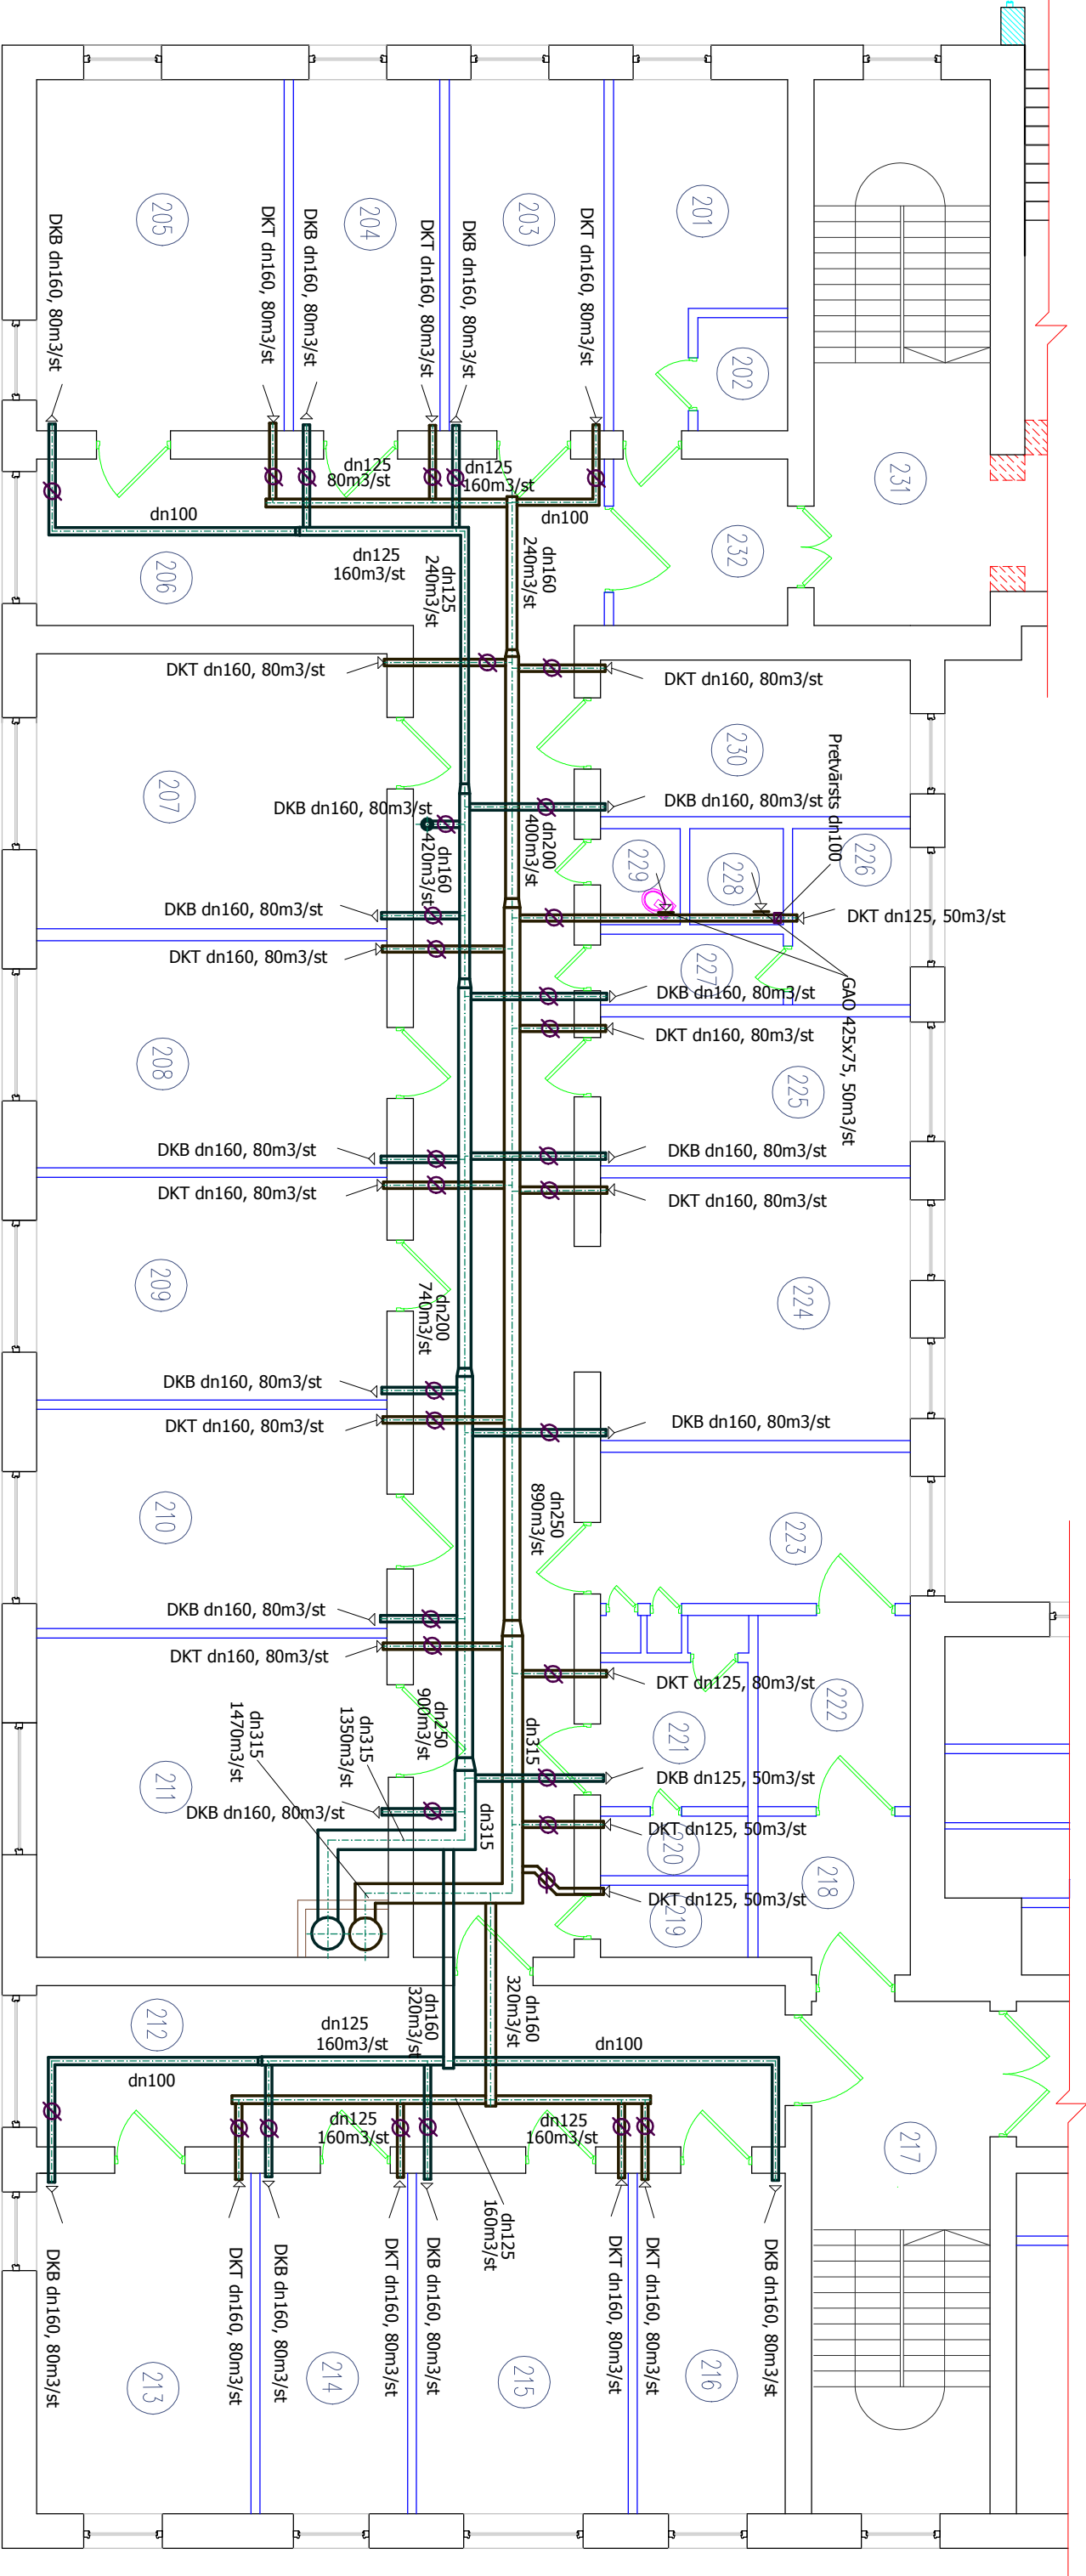 205
204
203
201
202
231
232
206
DKB dn160, 80m3/st
DKT dn160, 80m3/st
DKB dn160, 80m3/st
DKT dn160, 80m3/st
DKB dn160, 80m3/st
DKT dn160, 80m3/st
dn125
80m3/st
dn125
160m3/st
dn100
dn100
dn125
160m3/st
dn125
240m3/st
dn160
240m3/st
DKT dn160, 80m3/st
DKT dn160, 80m3/st
230
207
Pretvārsts dn100
DKB dn160, 80m3/st
DKB dn160, 80m3/st
dn160
420m3/st
dn200
400m3/st
229
228
226
DKB dn160, 80m3/st
DKT dn125, 50m3/st
DKT dn160, 80m3/st
227
DKB dn160, 80m3/st
GAO 425x75, 50m3/st
DKT dn160, 80m3/st
208
225
DKB dn160, 80m3/st
DKB dn160, 80m3/st
DKT dn160, 80m3/st
DKT dn160, 80m3/st
209
224
dn200
740m3/st
DKB dn160, 80m3/st
DKT dn160, 80m3/st
DKB dn160, 80m3/st
210
dn250
890m3/st
223
DKB dn160, 80m3/st
DKT dn160, 80m3/st
DKT dn125, 80m3/st
222
221
dn250
900m3/st
dn315
1350m3/st
dn315
1470m3/st
dn315
211
DKB dn125, 50m3/st
DKB dn160, 80m3/st
dn315
DKT dn125, 50m3/st
220
218
DKT dn125, 50m3/st
219
212
dn125
160m3/st
dn160
320m3/st
dn160
320m3/st
dn100
dn100
dn125
160m3/st
dn125
160m3/st
217
dn125
160m3/st
DKB dn160, 80m3/st
DKT dn160, 80m3/st
DKB dn160, 80m3/st
DKT dn160, 80m3/st
DKB dn160, 80m3/st
DKT dn160, 80m3/st
DKT dn160, 80m3/st
DKB dn160, 80m3/st
213
214
215
216